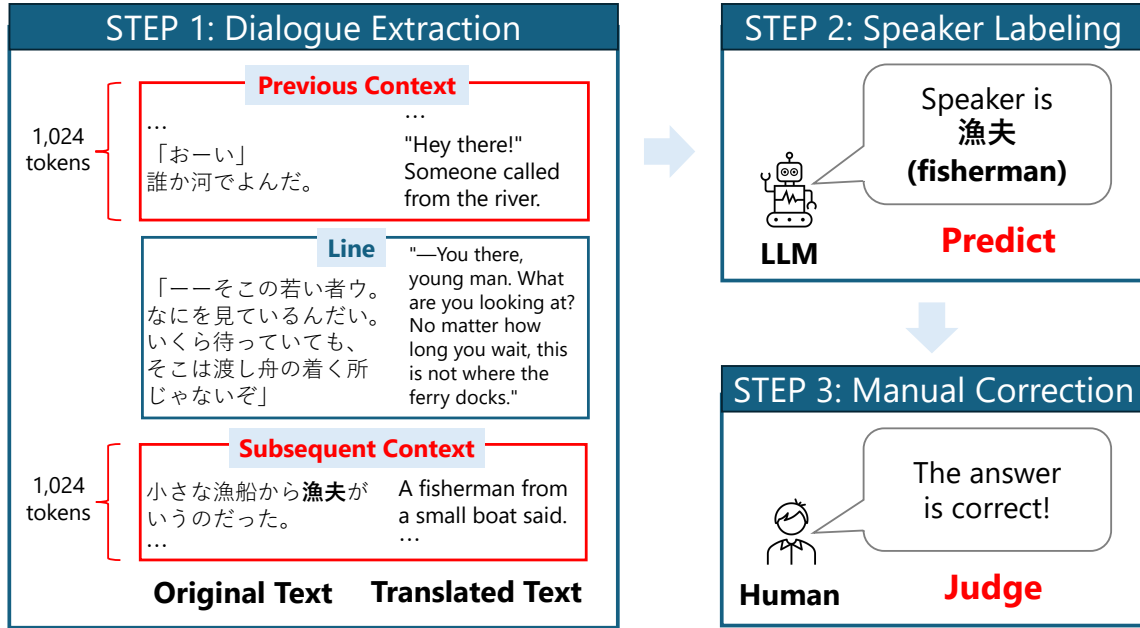 STEP 1: Dialogue Extraction
Previous Context
1,024
tokens
…
「おーい」
誰か河でよんだ。
…
"Hey there!"
Someone called
from the river.
Line
「ーーそこの若い者ウ。
なにを見ているんだい。
いくら待っていても、
そこは渡し舟の着く所
じゃないぞ」
"—You there,
young man. What
are you looking at?
No matter how
long you wait, this
is not where the
ferry docks."
Subsequent Context
1,024
tokens
小さな漁船から漁夫が
いうのだった。
…
A fisherman from
a small boat said.
…
Original Text
Translated Text
STEP 2: Speaker Labeling
Speaker is
漁夫
(fisherman)
LLM
Predict
STEP 3: Manual Correction
The answer
is correct!
Human
Judge